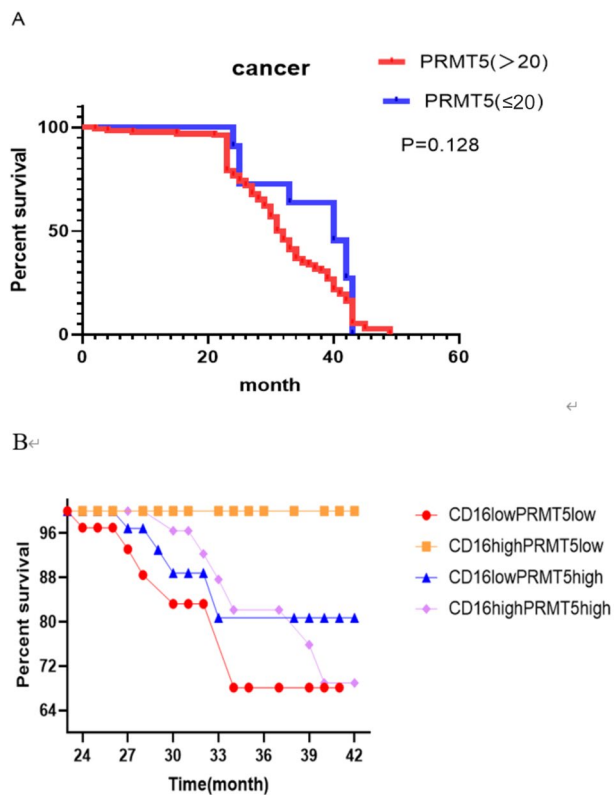 A
cancer
PRMT5(＞20)
PRMT5(≤20)
P=0.128
Percent survival
100
50
0
0 20 40 60
month
↵
B↵
Percent survival
96
88
80
72
64
24 27 30 33 36 39 42
Time(month)
CD16lowPRMT5low
CD16highPRMT5low
CD16lowPRMT5high
CD16highPRMT5high